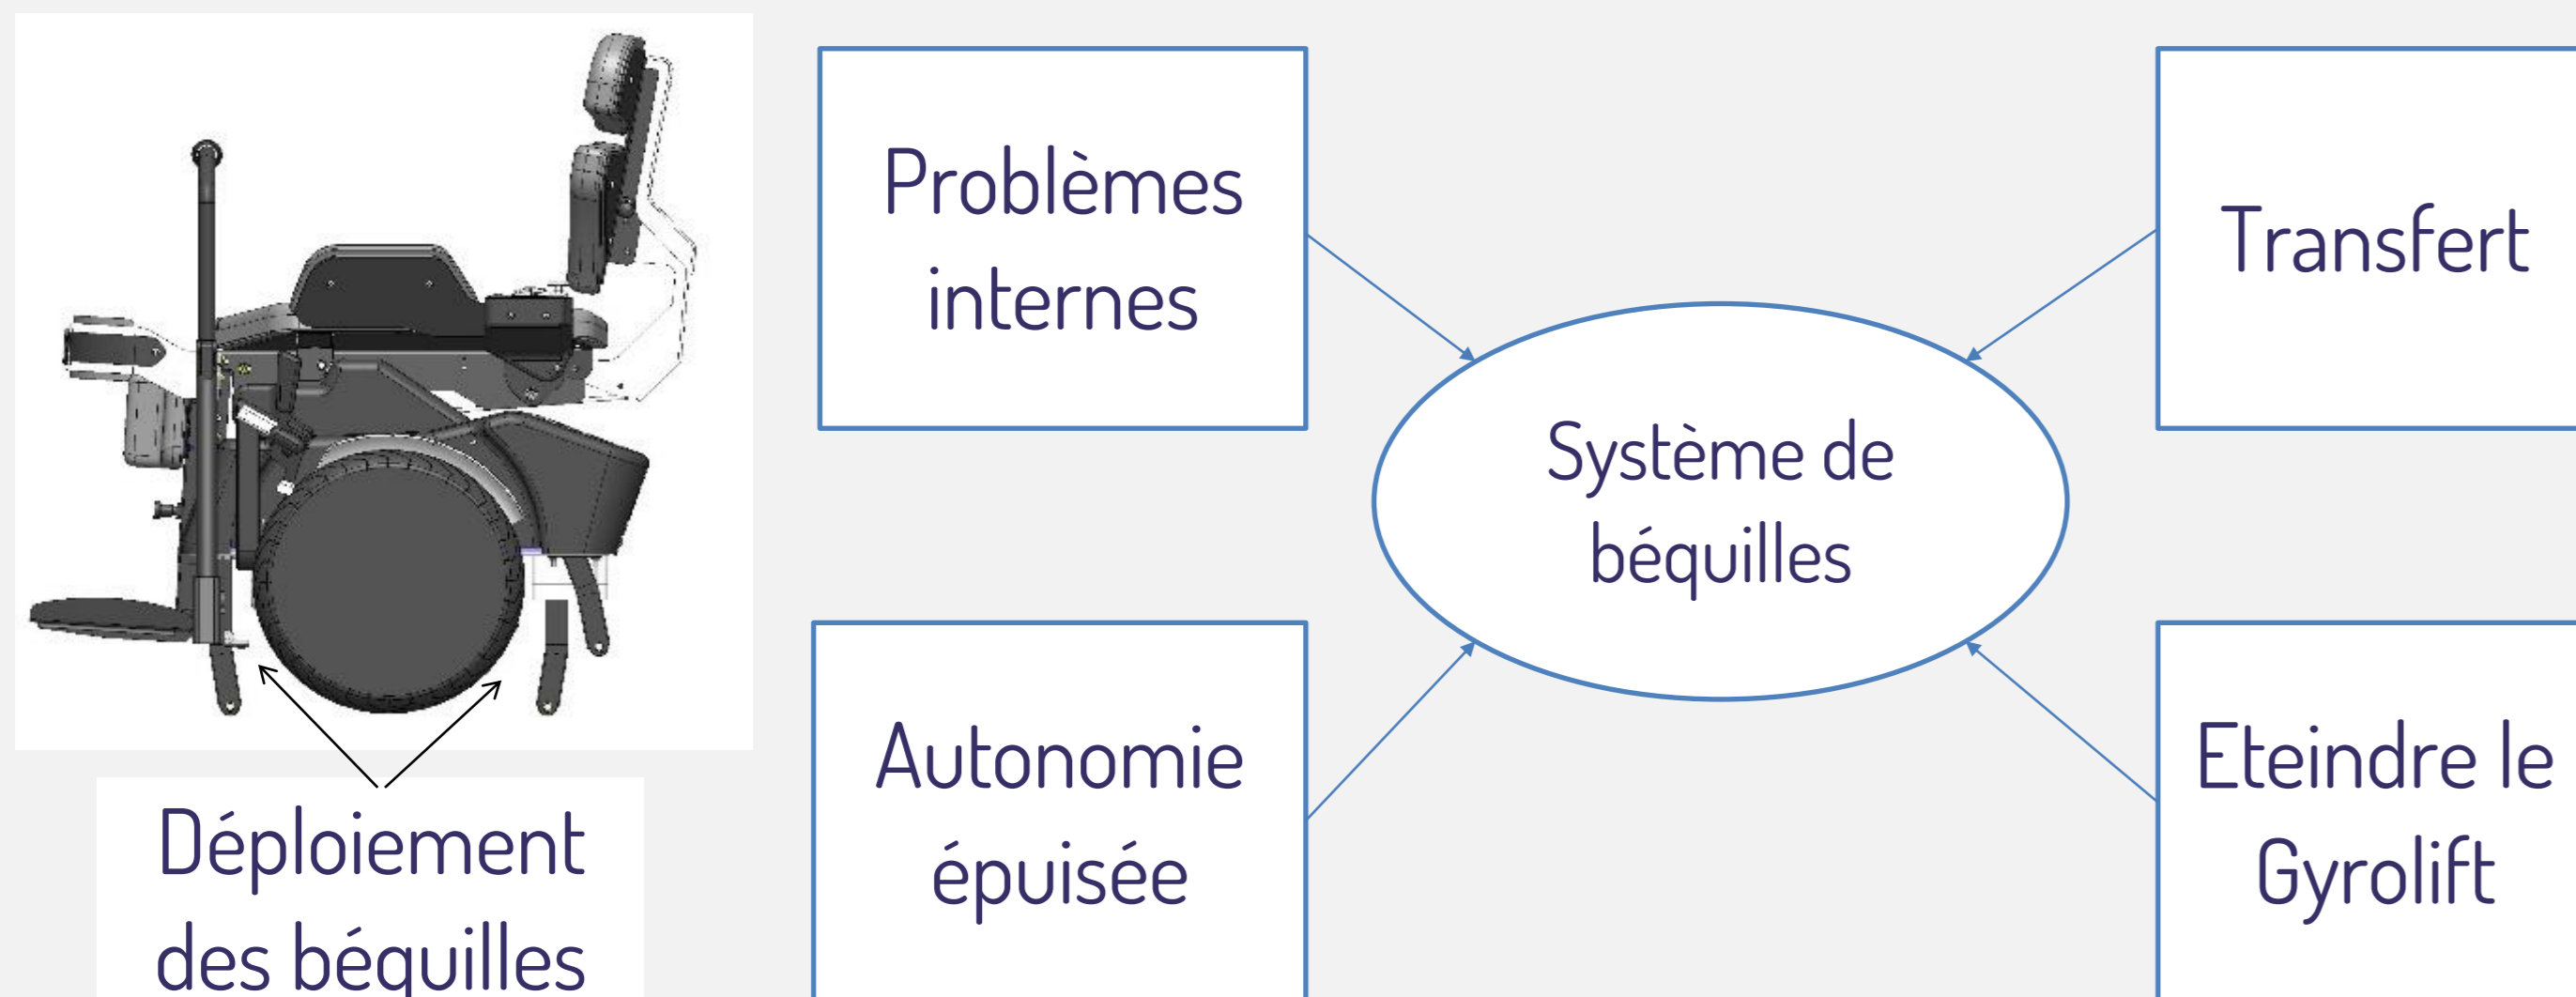 Problèmes
internes
Transfert
Système de
béquilles
Autonomie
épuisée
Eteindre le
Gyrolift
Déploiement
des béquilles